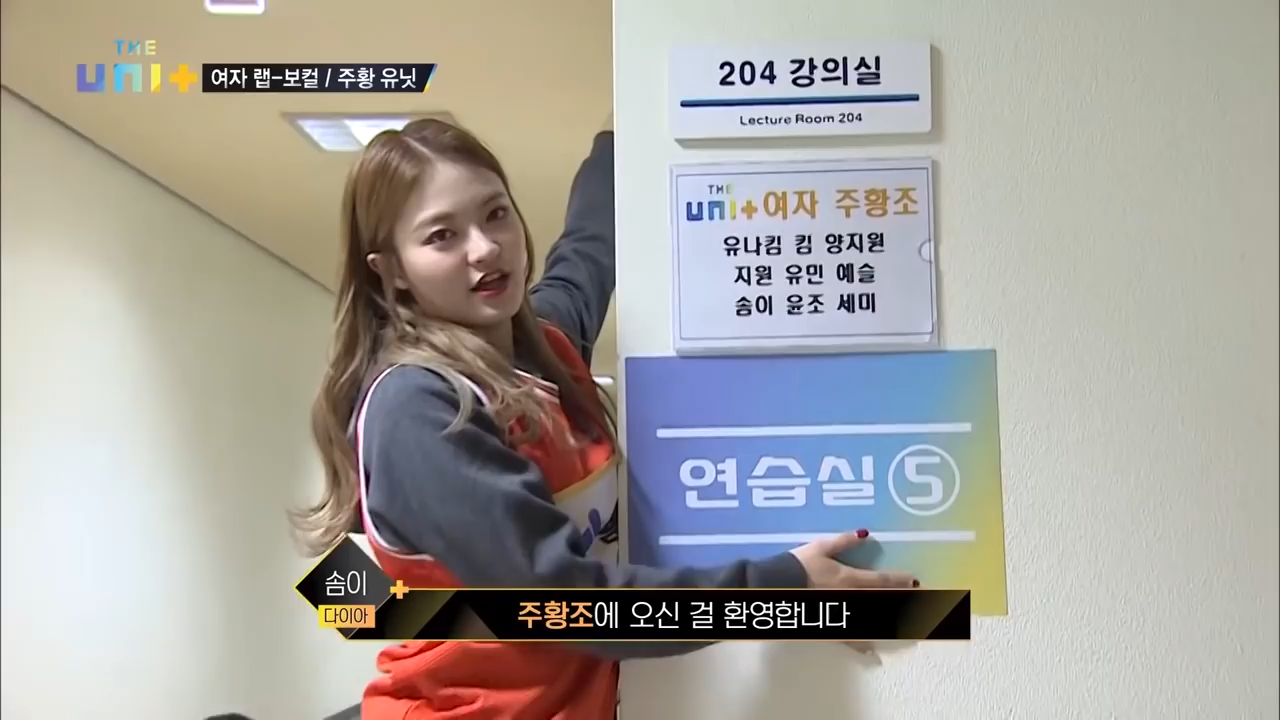 THE
UNI+ 여자 랩-보컬 / 주황 유닛
204 강의실
Lecture Room 204
THE
UNI+ 여자 주황조
유나킴 킴 양지원
지원 유민 예슬
솜이 윤조 세미
연습실 ⑤
솜이
다이아
주황조에 오신 걸 환영합니다